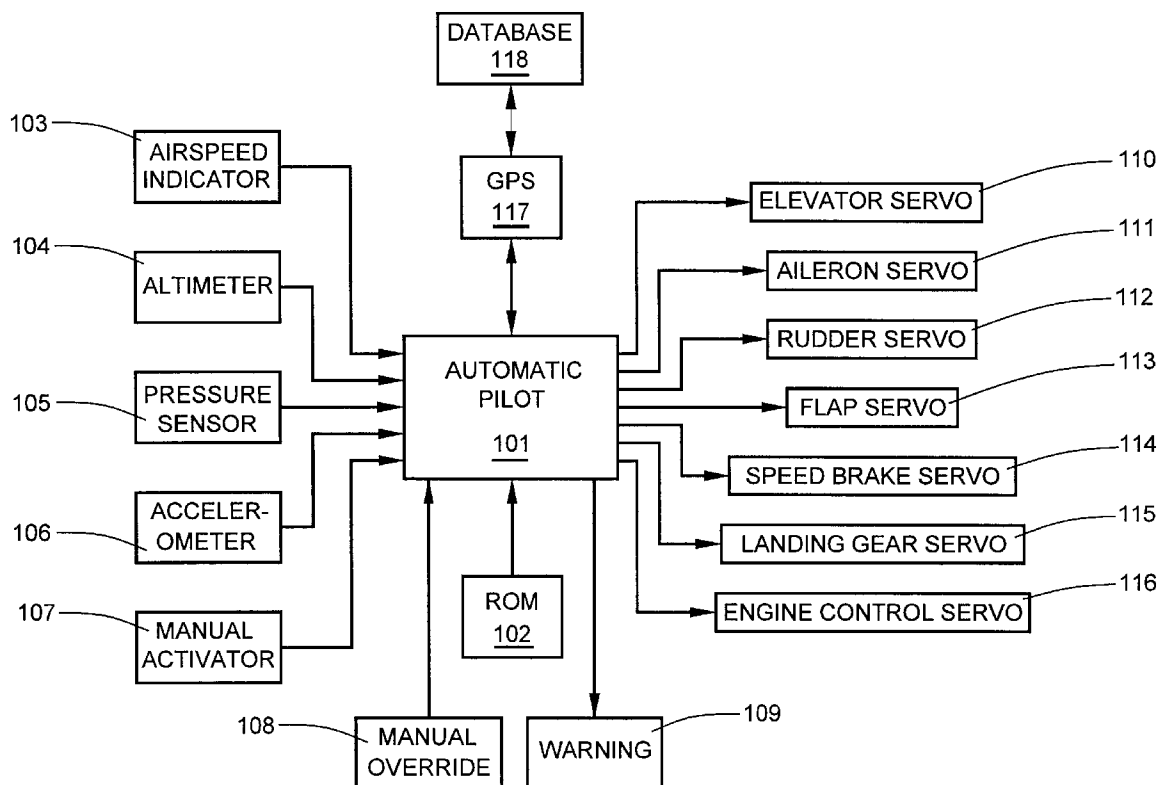 DATABASE
118
103
AIRSPEED
INDICATOR
GPS
117
110
ELEVATOR SERVO
104
ALTIMETER
111
AILERON SERVO
112
RUDDER SERVO
AUTOMATIC
PILOT
101
105
PRESSURE
SENSOR
113
FLAP SERVO
114
SPEED BRAKE SERVO
106
ACCELER-
OMETER
115
LANDING GEAR SERVO
107
MANUAL
ACTIVATOR
ROM
102
116
ENGINE CONTROL SERVO
108
MANUAL
OVERRIDE
109
WARNING